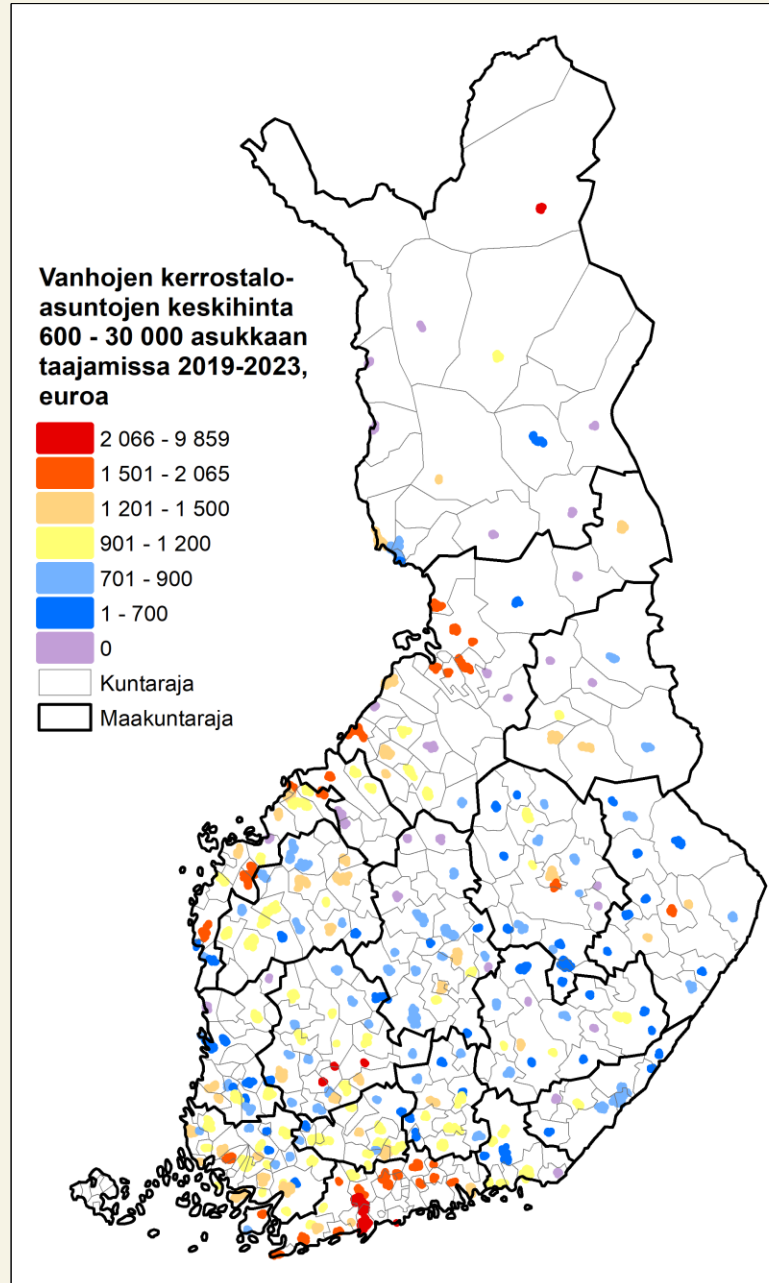 Vanhojen kerrostalo-
asuntojen keskihinta
600 - 30 000 asukkaan
taajamissa 2019-2023,
euroa
2 066 - 9 859
1 501 - 2 065
1 201 - 1 500
901 - 1 200
701 - 900
1 - 700
0
Kuntaraja
Maakuntaraja